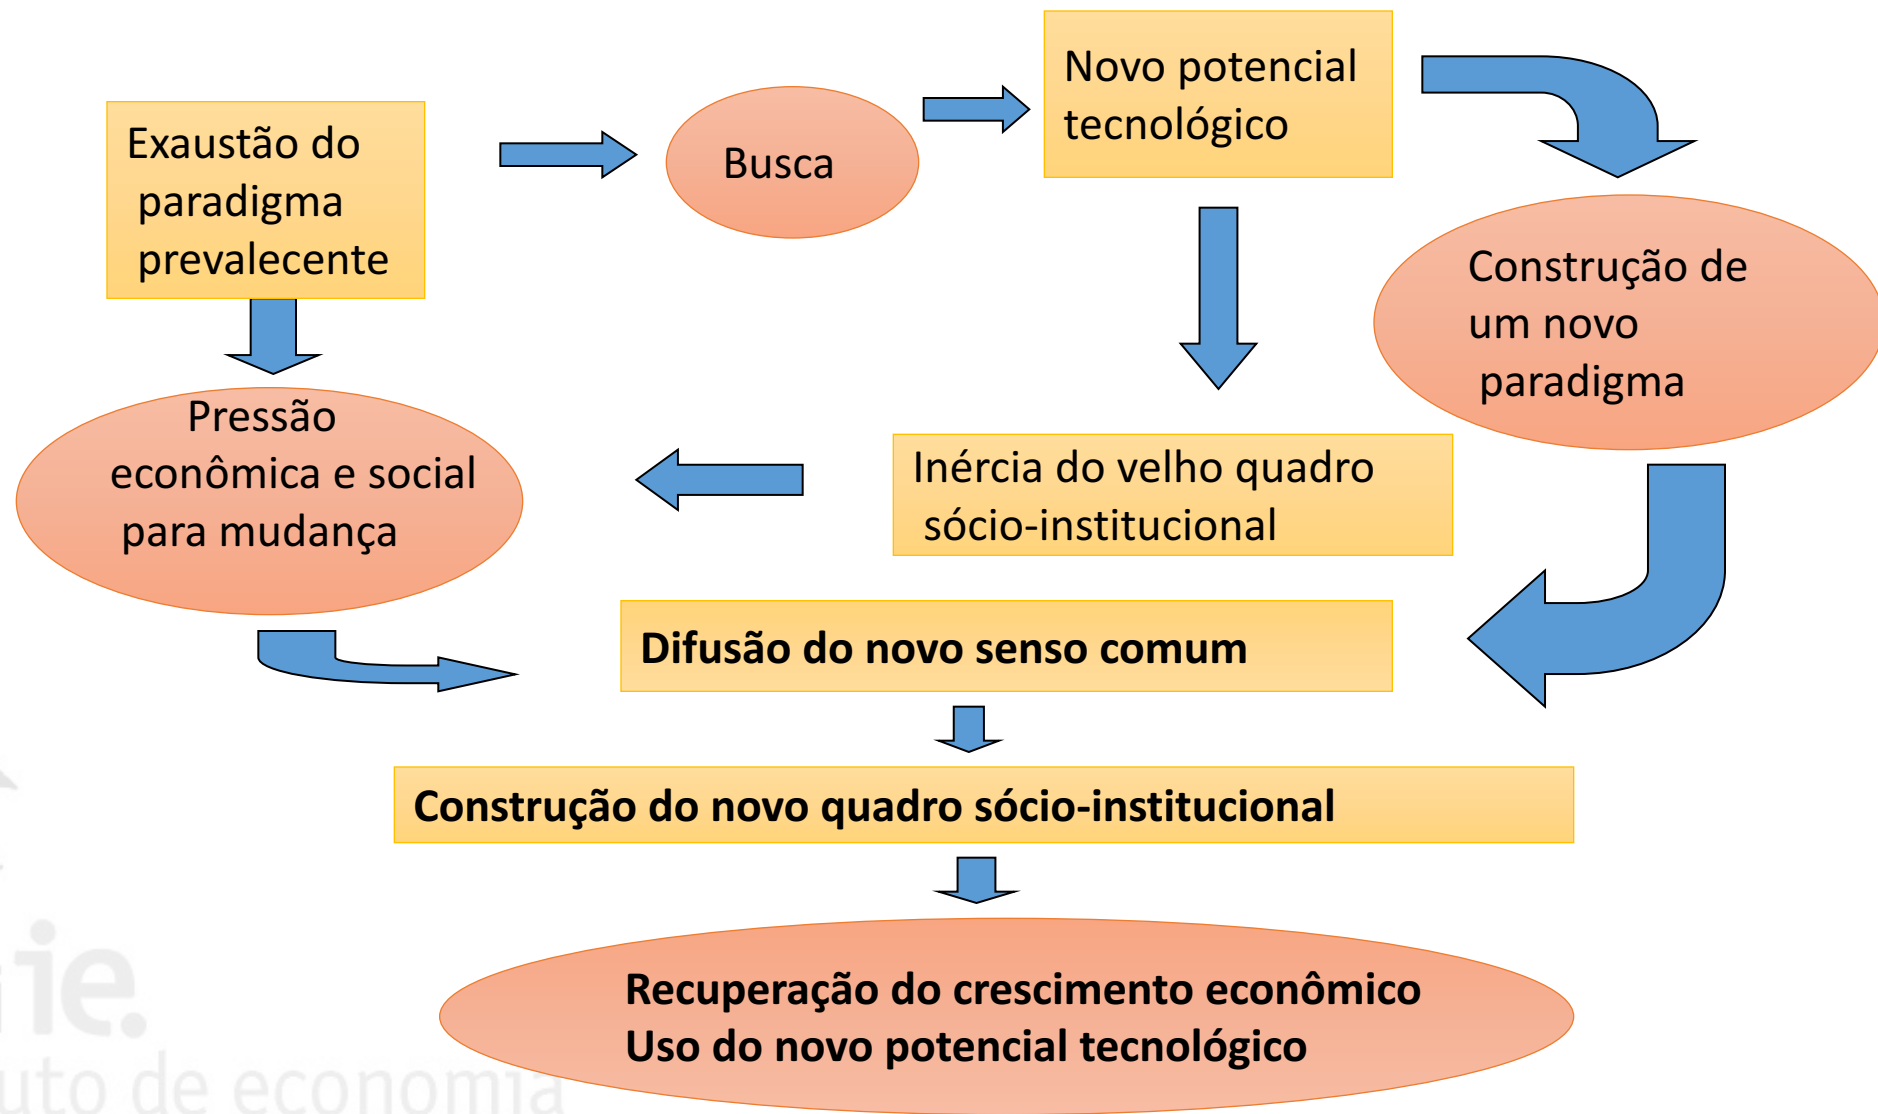 Exaustão do
paradigma
prevalecente
Busca
Novo potencial
tecnológico
Construção de
um novo
paradigma
Pressão
econômica e social
para mudança
Inércia do velho quadro
sócio-institucional
Difusão do novo senso comum
Construção do novo quadro sócio-institucional
Recuperação do crescimento econômico
Uso do novo potencial tecnológico
ie.
uto de economia